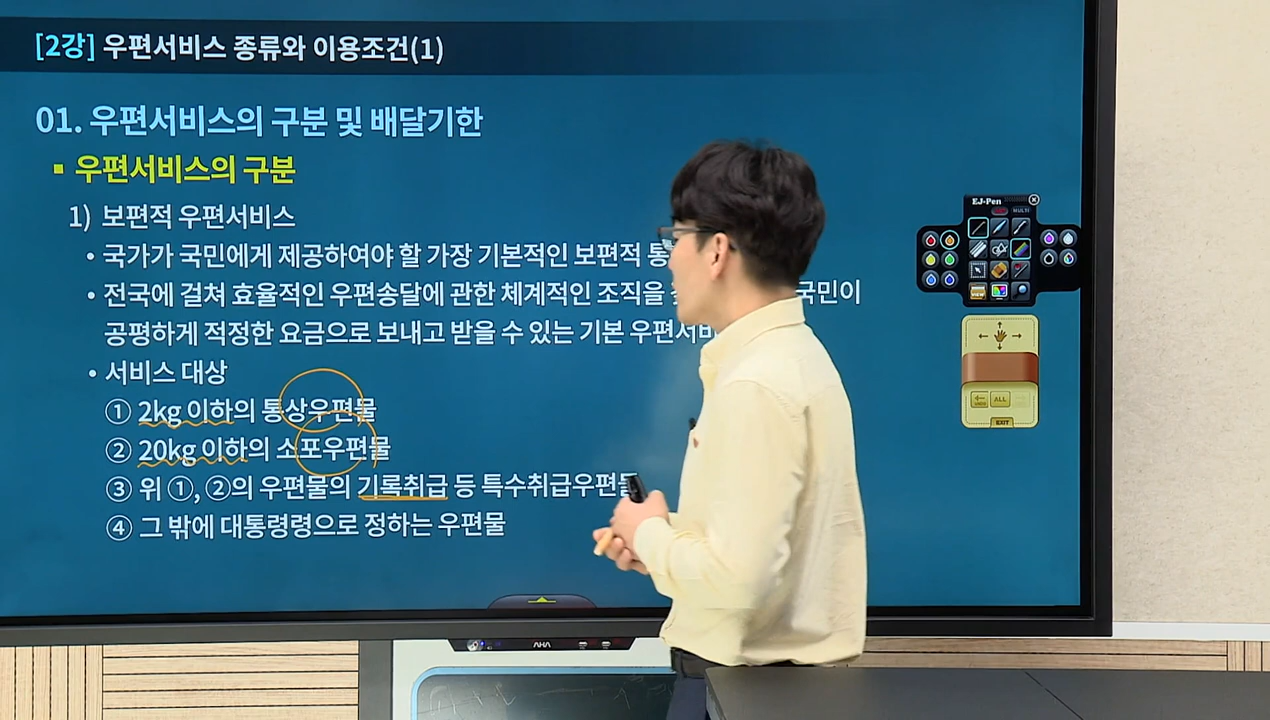 [2강] 우편서비스 종류와 이용조건(1)
01. 우편서비스의 구분 및 배달기한
▪ 우편서비스의 구분
1) 보편적 우편서비스
• 국가가 국민에게 제공하여야 할 가장 기본적인 보편적
• 전국에 걸쳐 효율적인 우편송달에 관한 체계적인 조직을 국민이
공평하게 적정한 요금으로 보내고 받을 수 있는 기본
• 서비스 대상
① 2kg 이하의 통상우편물
② 20kg 이하의 소포우편물
③ 위 ①, ②의 우편물의 기록취급 등 특수취급우편물
④ 그 밖에 대통령령으로 정하는 우편물
EJ-Pen
MULTI
ALL
EXIT
AHA